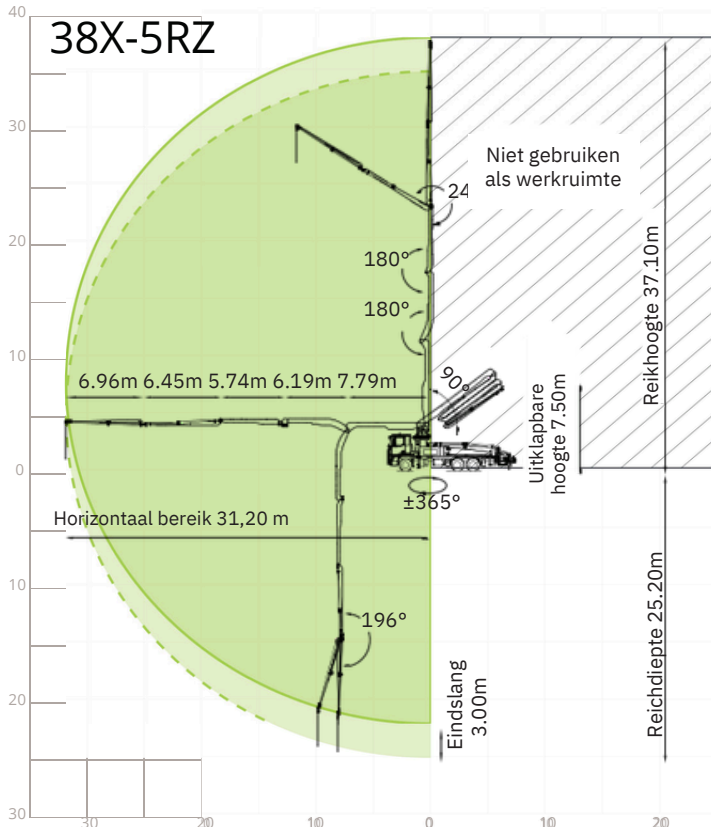 40
38X-5RZ
30
Niet gebruiken
als werkruimte
24
180°
20
180°
Reikhoogte 37.10m
10
6.96m 6.45m 5.74m 6.19m 7.79m
90°
Uitklapbare
hoogte 7.50m
0
±365°
Horizontaal bereik 31,20 m
10
196°
Reichdiepte 25.20m
20
Eindslang
3.00m
30
30 20 10 0 10 20